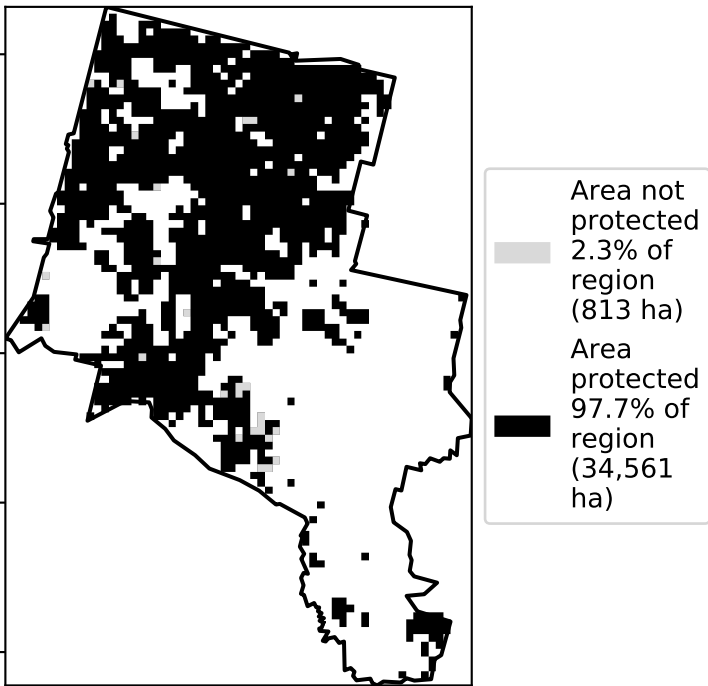 Area not
protected
2.3% of
region
(813 ha)
Area
protected
97.7% of
region
(34,561
ha)